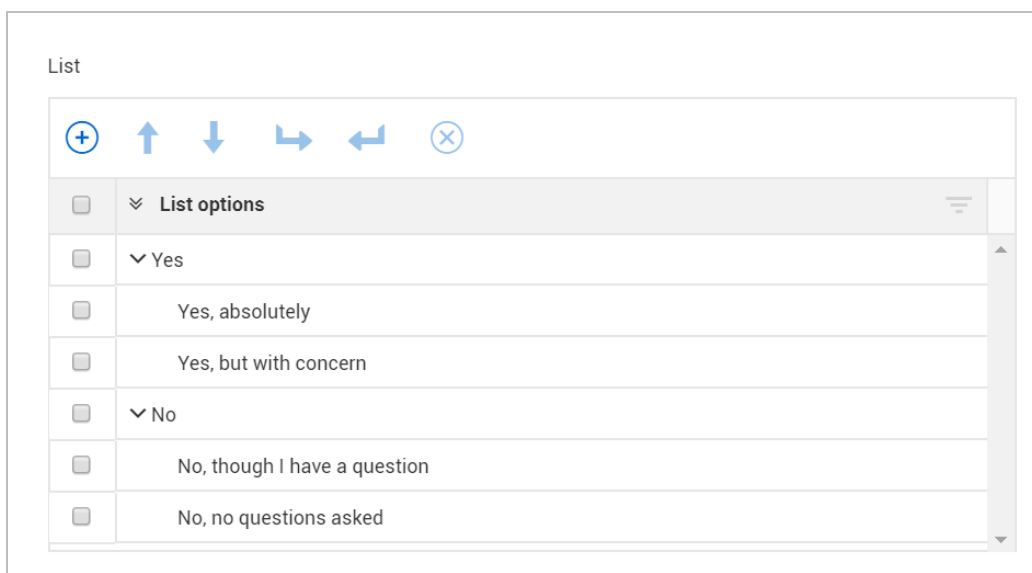 List
List options
Yes
Yes, absolutely
Yes, but with concern
No
No, though I have a question
No, no questions asked